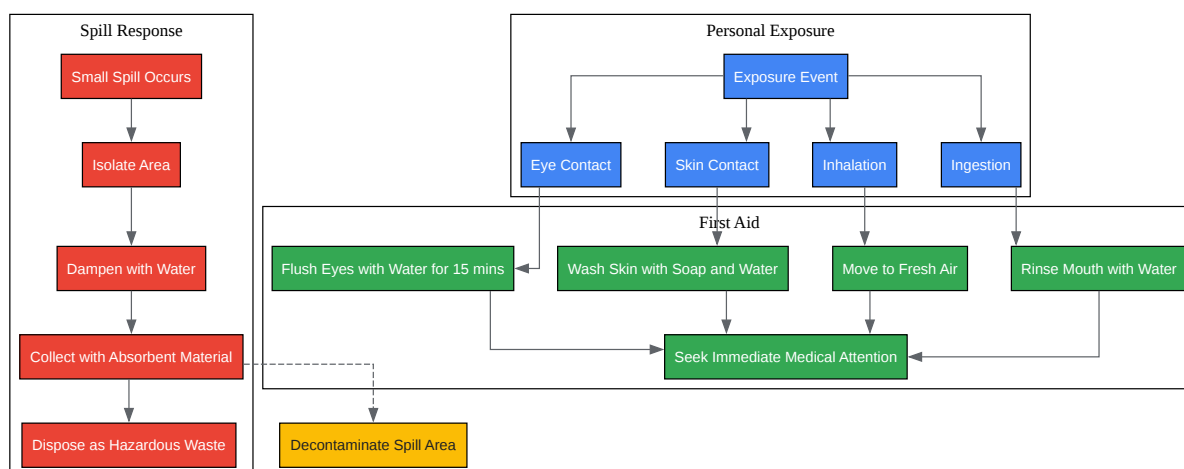 Spill Response
Small Spill Occurs
Isolate Area
Dampen with Water
Collect with Absorbent Material
Dispose as Hazardous Waste
Decontaminate Spill Area
Personal Exposure
Exposure Event
Eye Contact
Skin Contact
Inhalation
Ingestion
First Aid
Flush Eyes with Water for 15 mins
Wash Skin with Soap and Water
Move to Fresh Air
Rinse Mouth with Water
Seek Immediate Medical Attention